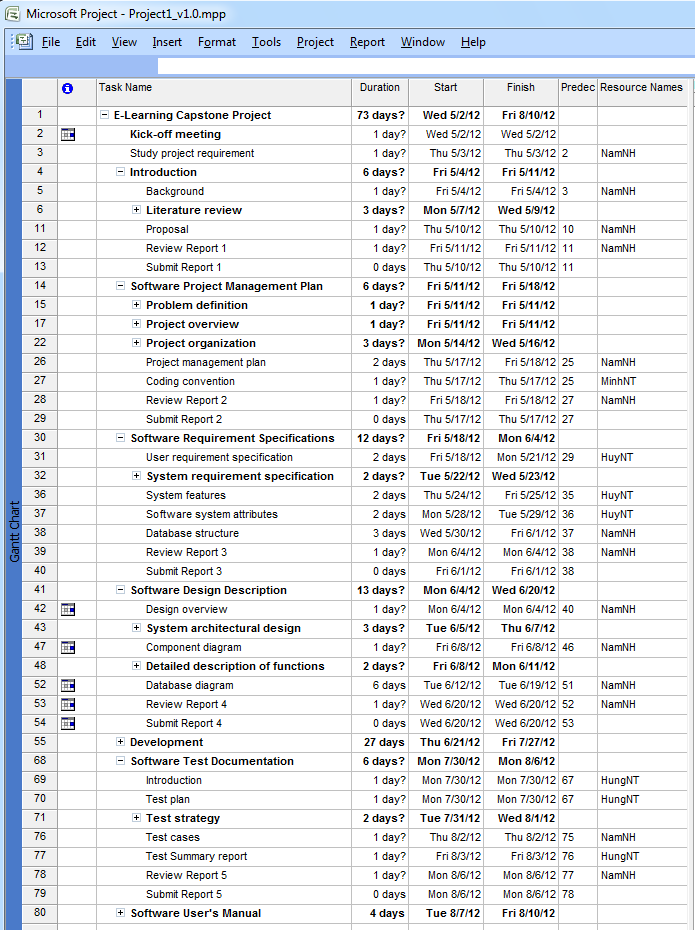 Microsoft Project - Project1_v1.0.mpp
File Edit View Insert Format Tools Project Report Window Help
Task Name Duration Start Finish Predec Resource Names
1 E-Learning Capstone Project 73 days? Wed 5/2/12 Fri 8/10/12
2 Kick-off meeting 1 day? Wed 5/2/12 Wed 5/2/12
3 Study project requirement 1 day? Thu 5/3/12 Thu 5/3/12 2 NamNH
4 Introduction 6 days? Fri 5/4/12 Fri 5/11/12
5 Background 1 day? Fri 5/4/12 Fri 5/4/12 3 NamNH
6 Literature review 3 days? Mon 5/7/12 Wed 5/9/12
11 Proposal 1 day? Thu 5/10/12 Thu 5/10/12 10 NamNH
12 Review Report 1 1 day? Fri 5/11/12 Fri 5/11/12 11 NamNH
13 Submit Report 1 0 days Thu 5/10/12 Thu 5/10/12 11
14 Software Project Management Plan 6 days? Fri 5/11/12 Fri 5/18/12
15 Problem definition 1 day? Fri 5/11/12 Fri 5/11/12
17 Project overview 1 day? Fri 5/11/12 Fri 5/11/12
22 Project organization 3 days? Mon 5/14/12 Wed 5/16/12
26 Project management plan 2 days Thu 5/17/12 Fri 5/18/12 25 NamNH
27 Coding convention 1 day? Thu 5/17/12 Thu 5/17/12 25 MinhNT
28 Review Report 2 1 day? Fri 5/18/12 Fri 5/18/12 27 NamNH
29 Submit Report 2 0 days Thu 5/17/12 Thu 5/17/12 27
30 Software Requirement Specifications 12 days? Fri 5/18/12 Mon 6/4/12
31 User requirement specification 2 days Fri 5/18/12 Mon 5/21/12 29 HuyNT
32 System requirement specification 2 days? Tue 5/22/12 Wed 5/23/12
36 System features 2 days Thu 5/24/12 Fri 5/25/12 35 HuyNT
37 Software system attributes 2 days Mon 5/28/12 Tue 5/29/12 36 HuyNT
38 Database structure 3 days Wed 5/30/12 Fri 6/1/12 37 NamNH
39 Review Report 3 1 day? Mon 6/4/12 Mon 6/4/12 38 NamNH
40 Submit Report 3 0 days Fri 6/1/12 Fri 6/1/12 38
41 Software Design Description 13 days? Mon 6/4/12 Wed 6/20/12
42 Design overview 1 day? Mon 6/4/12 Mon 6/4/12 40 NamNH
43 System architectural design 3 days? Tue 6/5/12 Thu 6/7/12
47 Component diagram 1 day? Fri 6/8/12 Fri 6/8/12 46 NamNH
48 Detailed description of functions 2 days? Fri 6/8/12 Mon 6/11/12
52 Database diagram 6 days Tue 6/12/12 Tue 6/19/12 51 NamNH
53 Review Report 4 1 day? Wed 6/20/12 Wed 6/20/12 52 NamNH
54 Submit Report 4 0 days Wed 6/20/12 Wed 6/20/12 53
55 Development 27 days Thu 6/21/12 Fri 7/27/12
68 Software Test Documentation 6 days? Mon 7/30/12 Mon 8/6/12
69 Introduction 1 day? Mon 7/30/12 Mon 7/30/12 67 HungNT
70 Test plan 1 day? Mon 7/30/12 Mon 7/30/12 67 HungNT
71 Test strategy 2 days? Tue 7/31/12 Wed 8/1/12
76 Test cases 1 day? Thu 8/2/12 Thu 8/2/12 75 NamNH
77 Test Summary report 1 day? Fri 8/3/12 Fri 8/3/12 76 HungNT
78 Review Report 5 1 day? Mon 8/6/12 Mon 8/6/12 77 NamNH
79 Submit Report 5 0 days Mon 8/6/12 Mon 8/6/12 78
80 Software User's Manual 4 days Tue 8/7/12 Fri 8/10/12
Gantt Chart